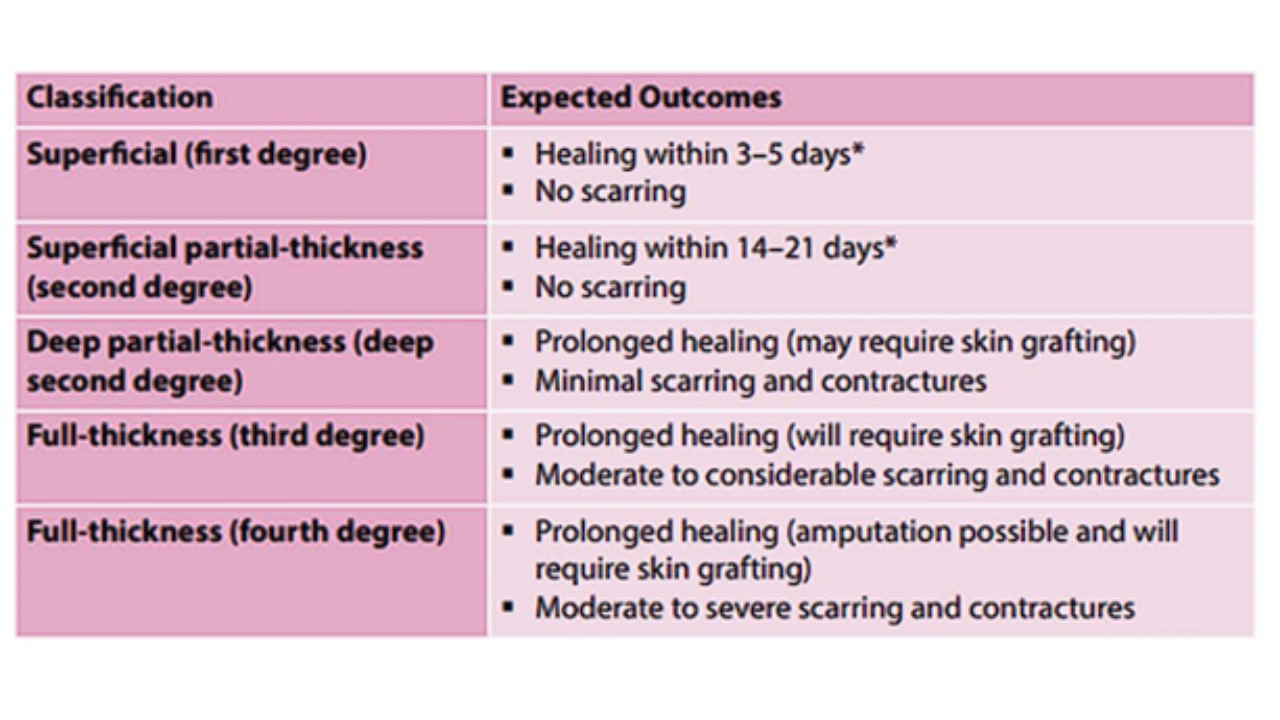 Classification
Expected Outcomes
Superficial (first degree)
▪ Healing within 3–5 days*
▪ No scarring
Superficial partial-thickness
(second degree)
▪ Healing within 14–21 days*
▪ No scarring
Deep partial-thickness (deep
second degree)
▪ Prolonged healing (may require skin grafting)
▪ Minimal scarring and contractures
Full-thickness (third degree)
▪ Prolonged healing (will require skin grafting)
▪ Moderate to considerable scarring and contractures
Full-thickness (fourth degree)
▪ Prolonged healing (amputation possible and will
require skin grafting)
▪ Moderate to severe scarring and contractures